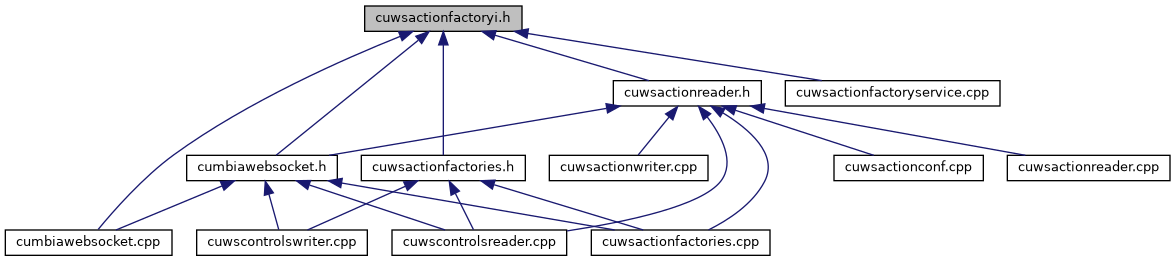 cuwsactionfactoryi.h
cuwsactionreader.h
cuwsactionfactoryservice.cpp
cumbiawebsocket.h
cuwsactionfactories.h
cuwsactionwriter.cpp
cuwsactionconf.cpp
cuwsactionreader.cpp
cumbiawebsocket.cpp
cuwscontrolswriter.cpp
cuwscontrolsreader.cpp
cuwsactionfactories.cpp